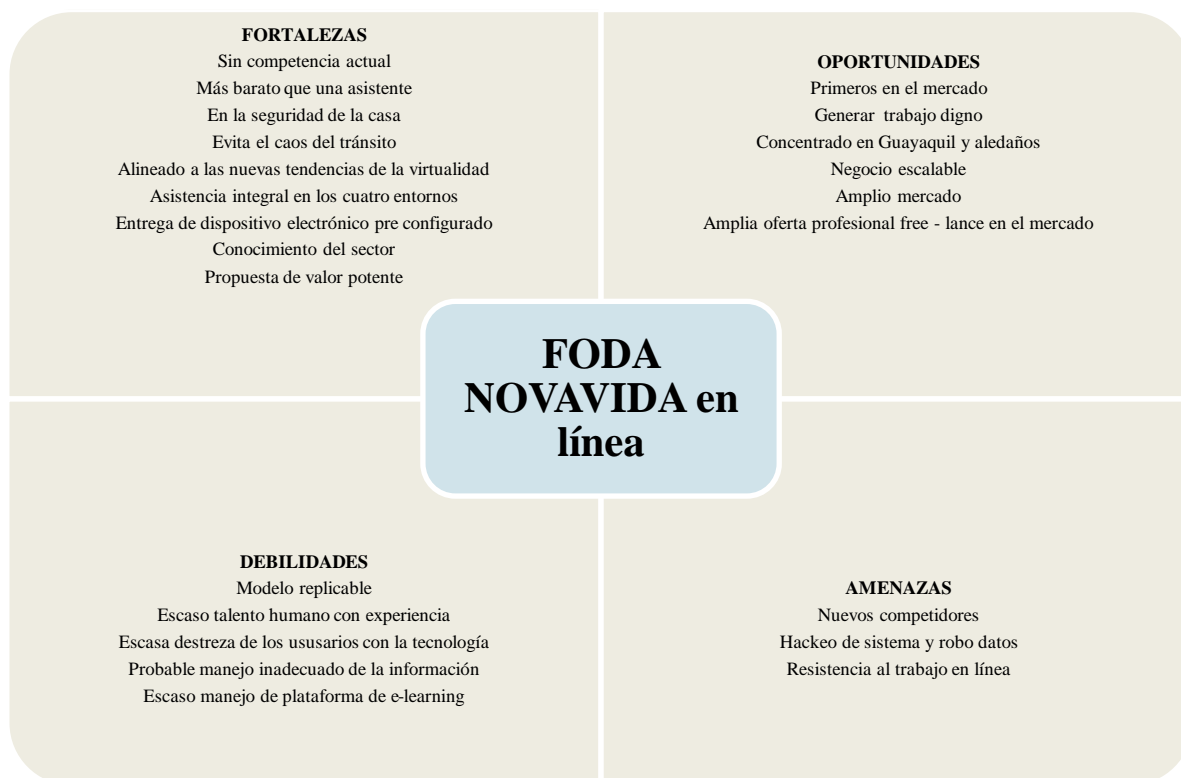 FORTALEZAS
Sin competencia actual
Más barato que una asistente
En la seguridad de la casa
Evita el caos del tránsito
Alineado a las nuevas tendencias de la virtualidad
Asistencia integral en los cuatro entornos
Entrega de dispositivo electrónico pre configurado
Conocimiento del sector
Propuesta de valor potente
OPORTUNIDADES
Primeros en el mercado
Generar trabajo digno
Concentrado en Guayaquil y aledaños
Negocio escalable
Amplio mercado
Amplia oferta profesional free - lance en el mercado
FODA
NOVAVIDA en
línea
DEBILIDADES
Modelo replicable
Escaso talento humano con experiencia
Escasa destreza de los ususarios con la tecnología
Probable manejo inadecuado de la información
Escaso manejo de plataforma de e-learning
AMENAZAS
Nuevos competidores
Hackeo de sistema y robo datos
Resistencia al trabajo en línea